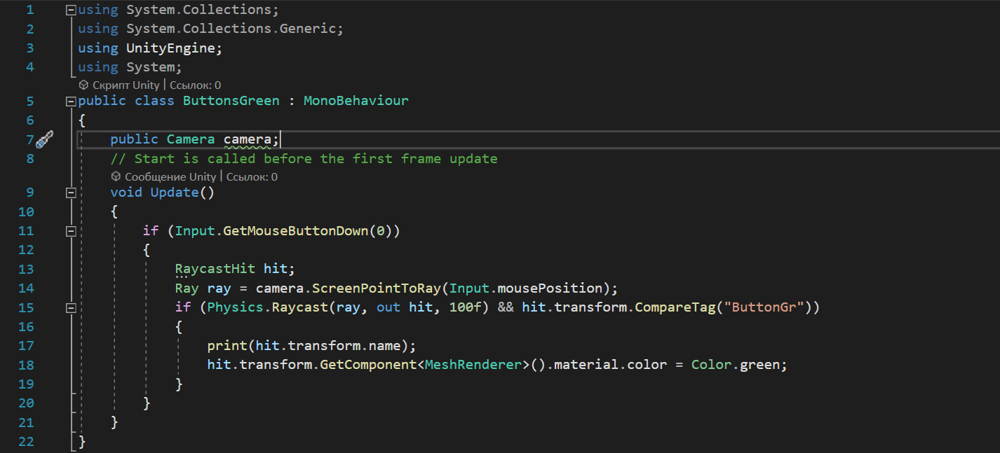 1 using System.Collections;
2 using System.Collections.Generic;
3 using UnityEngine;
4 using System;
Скрипт Unity | Ссылок: 0
5 public class ButtonsGreen : MonoBehaviour
6 {
7 public Camera camera;
8 // Start is called before the first frame update
Сообщение Unity | Ссылок: 0
9 void Update()
10 {
11 if (Input.GetMouseButtonDown(0))
12 {
13 RaycastHit hit;
14 Ray ray = camera.ScreenPointToRay(Input.mousePosition);
15 if (Physics.Raycast(ray, out hit, 100f) && hit.transform.CompareTag("ButtonGr"))
16 {
17 print(hit.transform.name);
18 hit.transform.GetComponent<MeshRenderer>().material.color = Color.green;
19 }
20 }
21 }
22 }